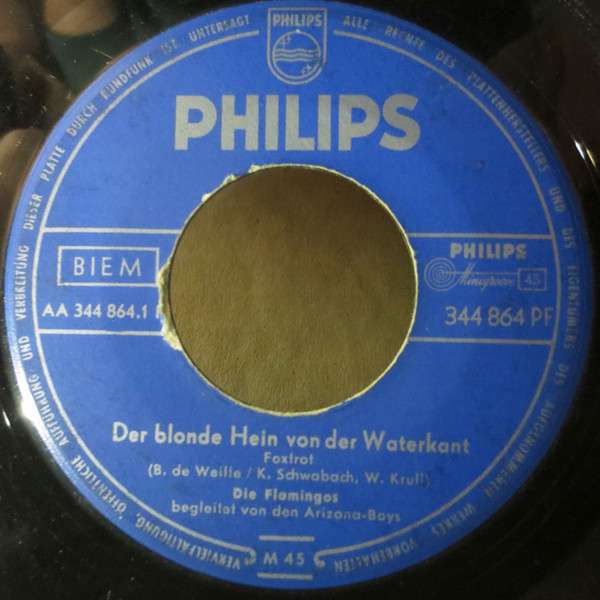 PHILIPS
PHILIPS
BIEM
PHILIPS
Minigroove 45
AA 344 864.1
344 864 PF
Der blonde Hein von der Waterkant
Foxtrot
(B. de Weille / K. Schwabach, W. Krull)
Die Flamingos
begleitet von den Arizona-Boys
M 45
ALLE RECHTE DES PLATTENHERSTELLERS UND DES EIGENTÜMERS DES AUFGENOMMENEN WERKES VORBEHALTEN
VERVIELFÄLTIGUNG, ÖFFENTLICHE AUFFÜHRUNG UND VERBREITUNG DIESER PLATTE DURCH RUNDFUNK IST UNTERSAGT